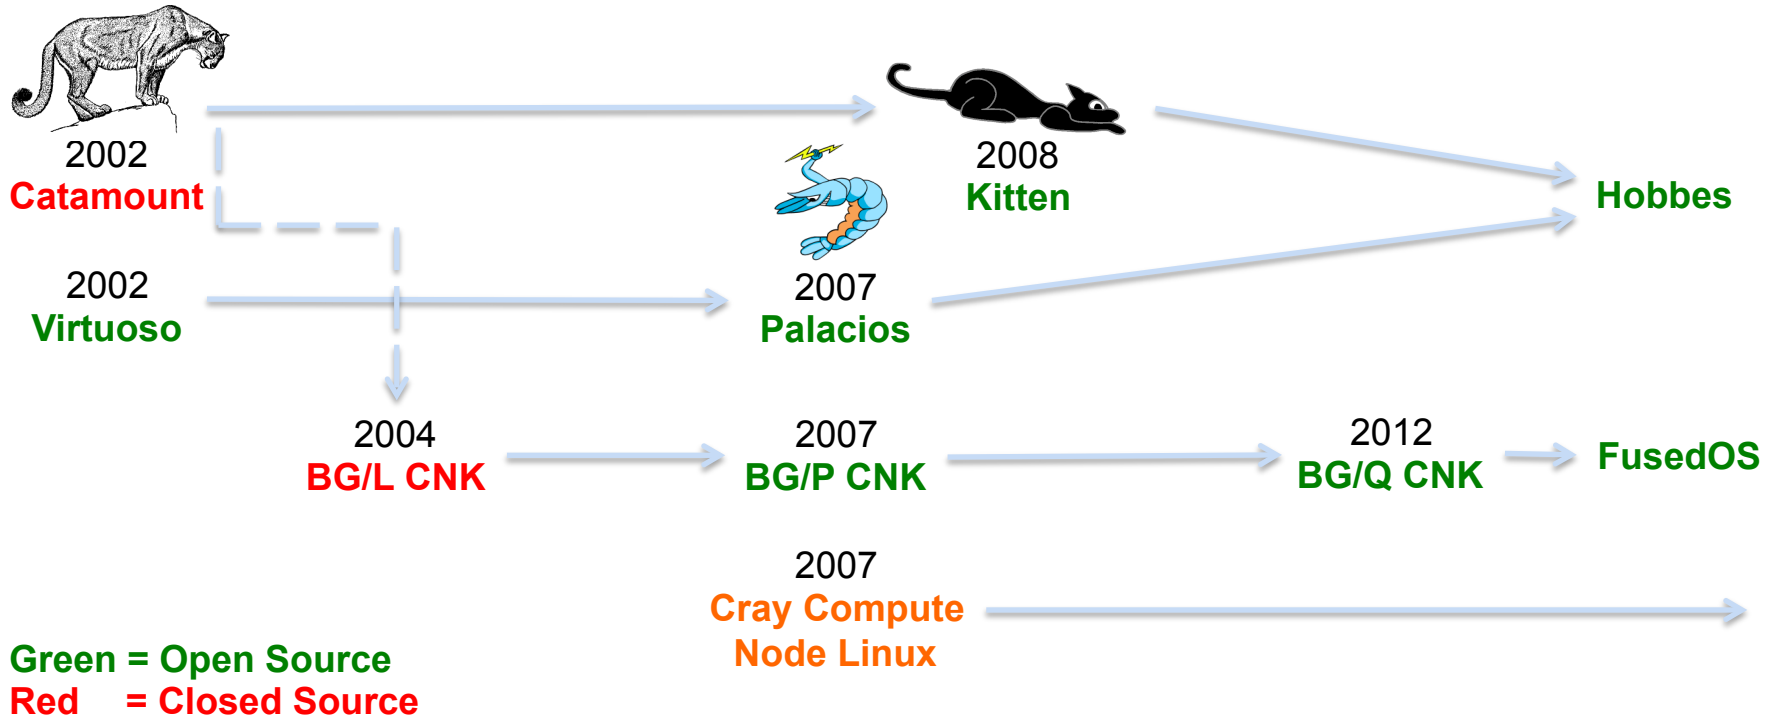 2002
Catamount
2008
Kitten
Hobbes
2002
Virtuoso
2007
Palacios
2004
BG/L CNK
2007
BG/P CNK
2012
BG/Q CNK
FusedOS
2007
Cray Compute
Node Linux
Green = Open Source
Red = Closed Source